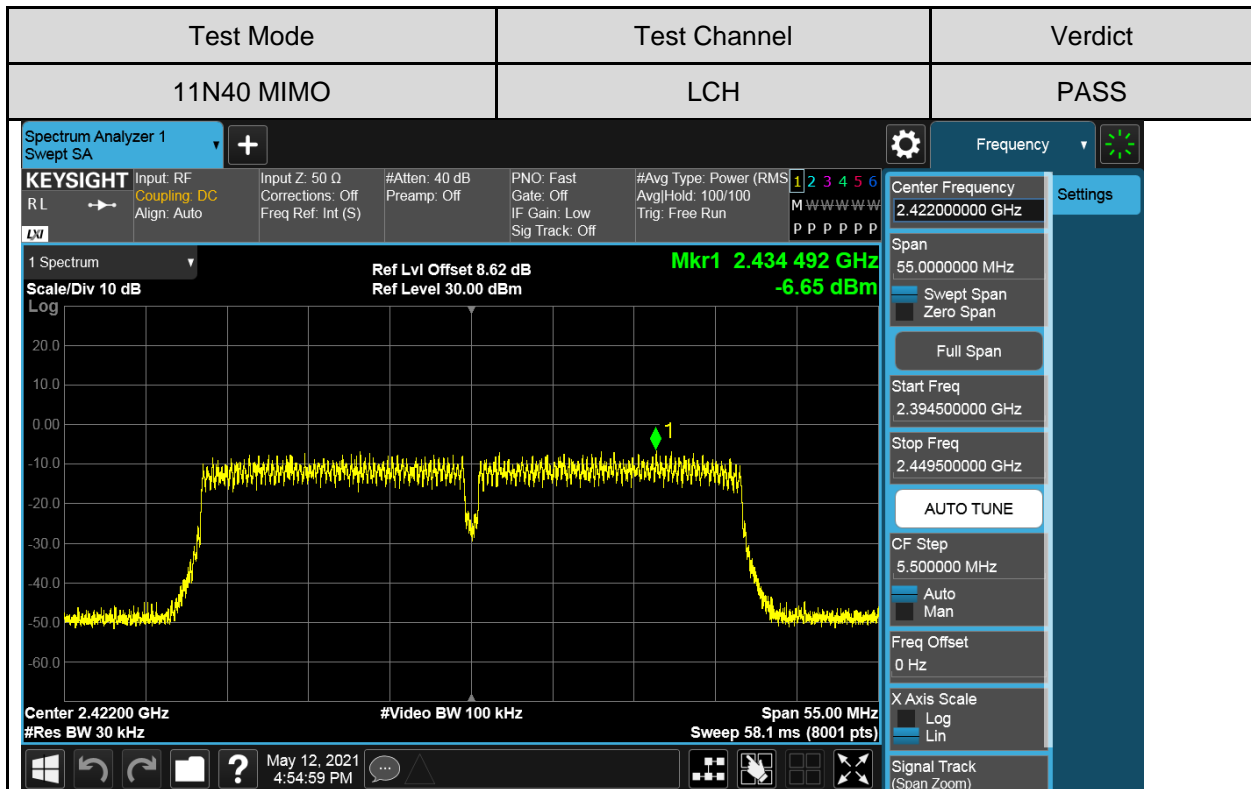 Test Mode Test Channel Verdict
11N40 MIMO LCH PASS
Spectrum Analyzer 1
Swept SA
+
Frequency
KEYSIGHT
RL
LXI
Input: RF
Coupling: DC
Align: Auto
Input Z: 50 Ω
Corrections: Off
Freq Ref: Int (S)
#Atten: 40 dB
Preamp: Off
PNO: Fast
Gate: Off
IF Gain: Low
Sig Track: Off
#Avg Type: Power (RMS
Avg|Hold: 100/100
Trig: Free Run
1 2 3 4 5 6
M W W W W W
P P P P P P
1 Spectrum
Scale/Div 10 dB
Ref Lvl Offset 8.62 dB
Ref Level 30.00 dBm
Mkr1 2.434 492 GHz
-6.65 dBm
Log
20.0
10.0
0.00
-10.0
-20.0
-30.0
-40.0
-50.0
-60.0
1
Center 2.42200 GHz
#Res BW 30 kHz
#Video BW 100 kHz
Span 55.00 MHz
Sweep 58.1 ms (8001 pts)
?
May 12, 2021
4:54:59 PM
Center Frequency
2.422000000 GHz
Settings
Span
55.0000000 MHz
Swept Span
Zero Span
Full Span
Start Freq
2.394500000 GHz
Stop Freq
2.449500000 GHz
AUTO TUNE
CF Step
5.500000 MHz
Auto
Man
Freq Offset
0 Hz
X Axis Scale
Log
Lin
Signal Track
(Span Zoom)